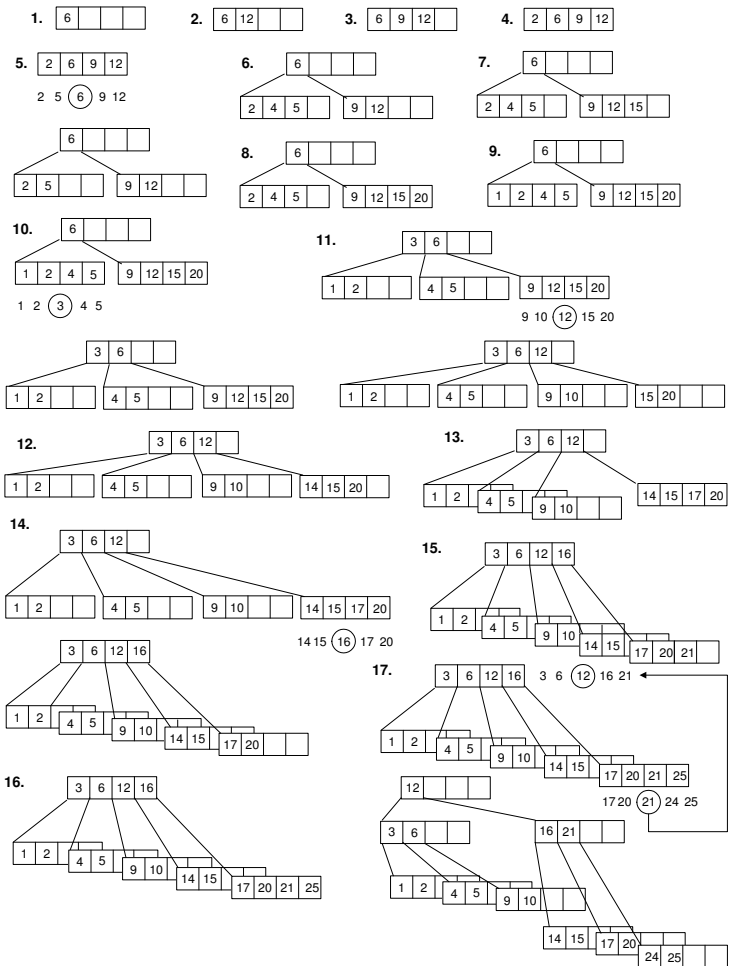 1. 6
2. 6 12
3. 6 9 12
4. 2 6 9 12
5. 2 6 9 12
2 5 6 9 12
6
2 5 9 12
6. 6
2 4 5 9 12
7. 6
2 4 5 9 12 15
8. 6
2 4 5 9 12 15 20
9. 6
1 2 4 5 9 12 15 20
10. 6
1 2 4 5 9 12 15 20
1 2 3 4 5
3 6
1 2 4 5 9 12 15 20
11. 3 6
1 2 4 5 9 12 15 20
9 10 12 15 20
3 6 12
1 2 4 5 9 10 15 20
12. 3 6 12
1 2 4 5 9 10 14 15 20
13. 3 6 12
1 2 4 5 9 10 14 15 17 20
14. 3 6 12
1 2 4 5 9 10 14 15 17 20
14 15 16 17 20
3 6 12 16
1 2 4 5 9 10 14 15 17 20
15. 3 6 12 16
1 2 4 5 9 10 14 15 17 20 21
16. 3 6 12 16
1 2 4 5 9 10 14 15 17 20 21 25
17. 3 6 12 16 3 6 12 16 21
1 2 4 5 9 10 14 15 17 20 21 25
17 20 21 24 25
12
3 6 16 21
1 2 4 5 9 10
14 15 17 20 24 25